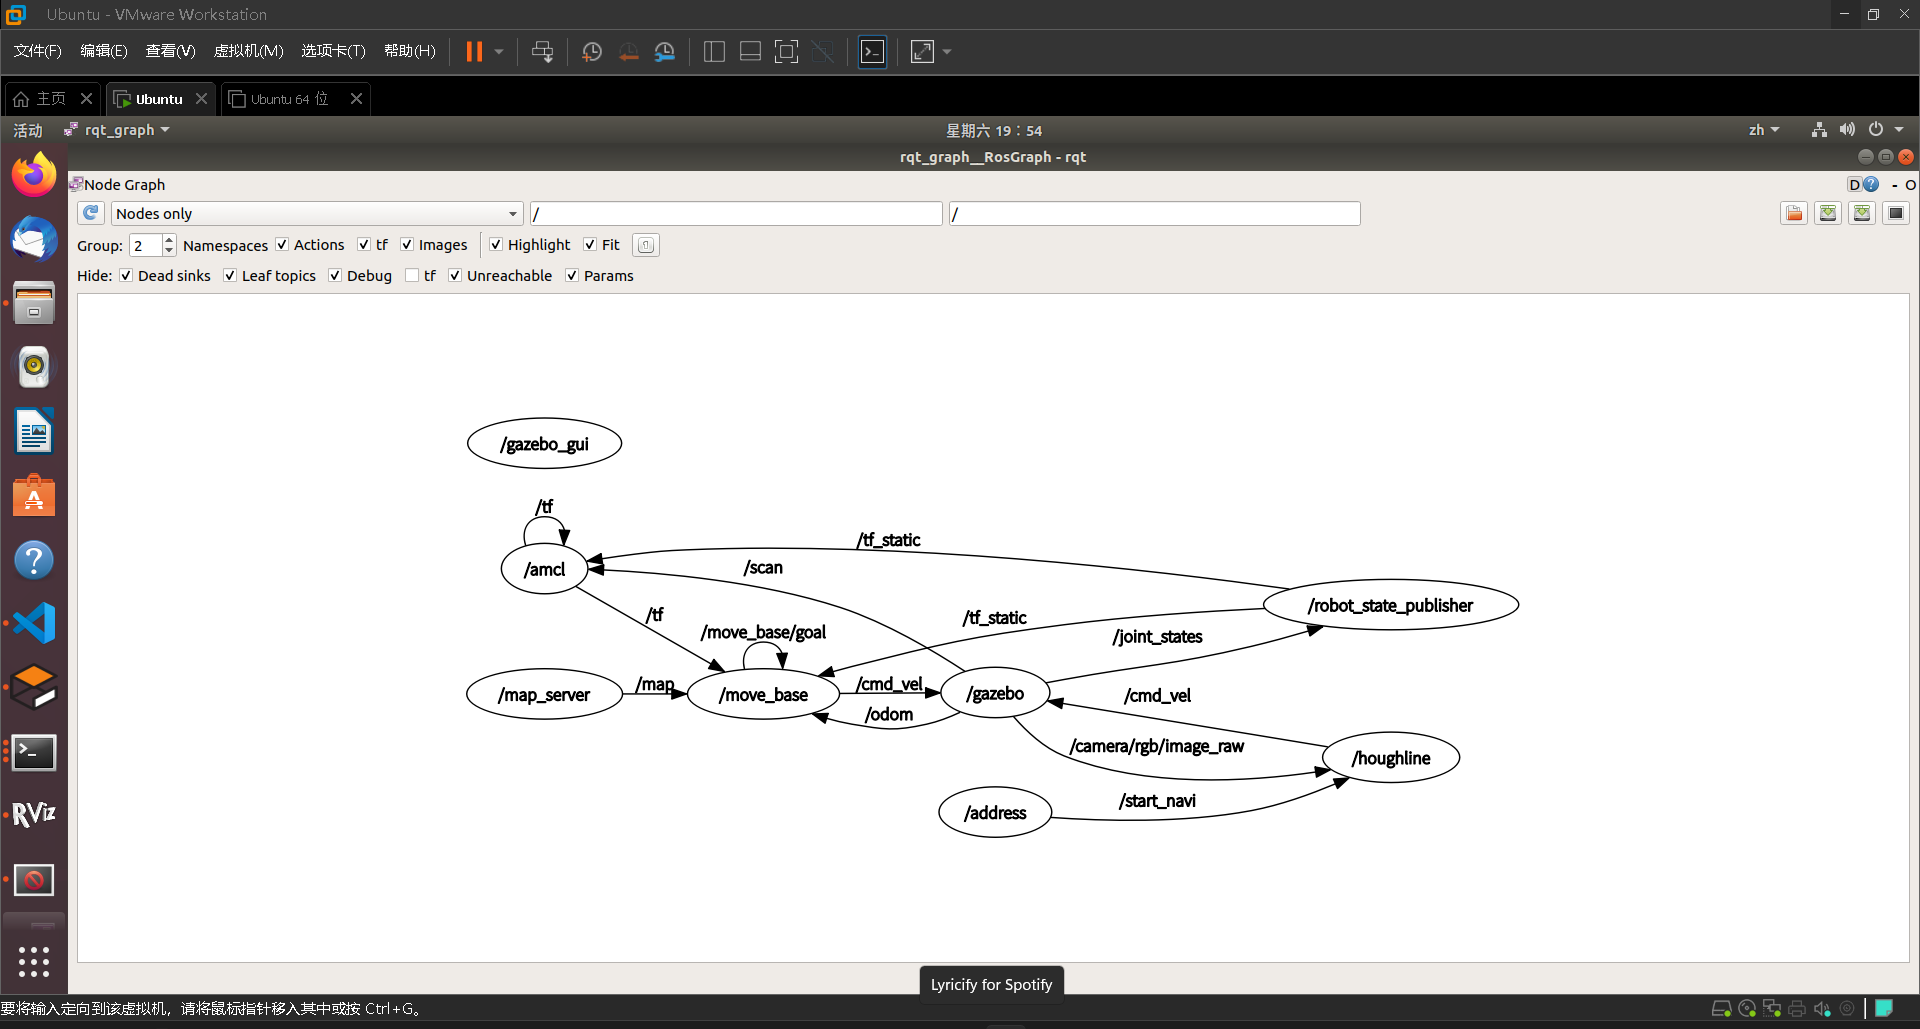 Ubuntu - VMware Workstation
文件(F) 编辑(E) 查看(V) 虚拟机(M) 选项卡(T) 帮助(H)
主页 Ubuntu Ubuntu 64 位
活动 rqt_graph 星期六 19：54 zh
rqt_graph__RosGraph - rqt
Node Graph D - O
Nodes only / /
Group: 2 Namespaces Actions tf Images Highlight Fit
Hide: Dead sinks Leaf topics Debug tf Unreachable Params
/gazebo_gui
/tf
/tf_static
/amcl /scan
/robot_state_publisher
/tf /tf_static
/move_base/goal /joint_states
/map /cmd_vel
/map_server /move_base /gazebo /cmd_vel
/odom
/camera/rgb/image_raw
/houghline
/start_navi
/address
RViz
Lyricify for Spotify
要将输入定向到该虚拟机，请将鼠标指针移入其中或按 Ctrl+G。